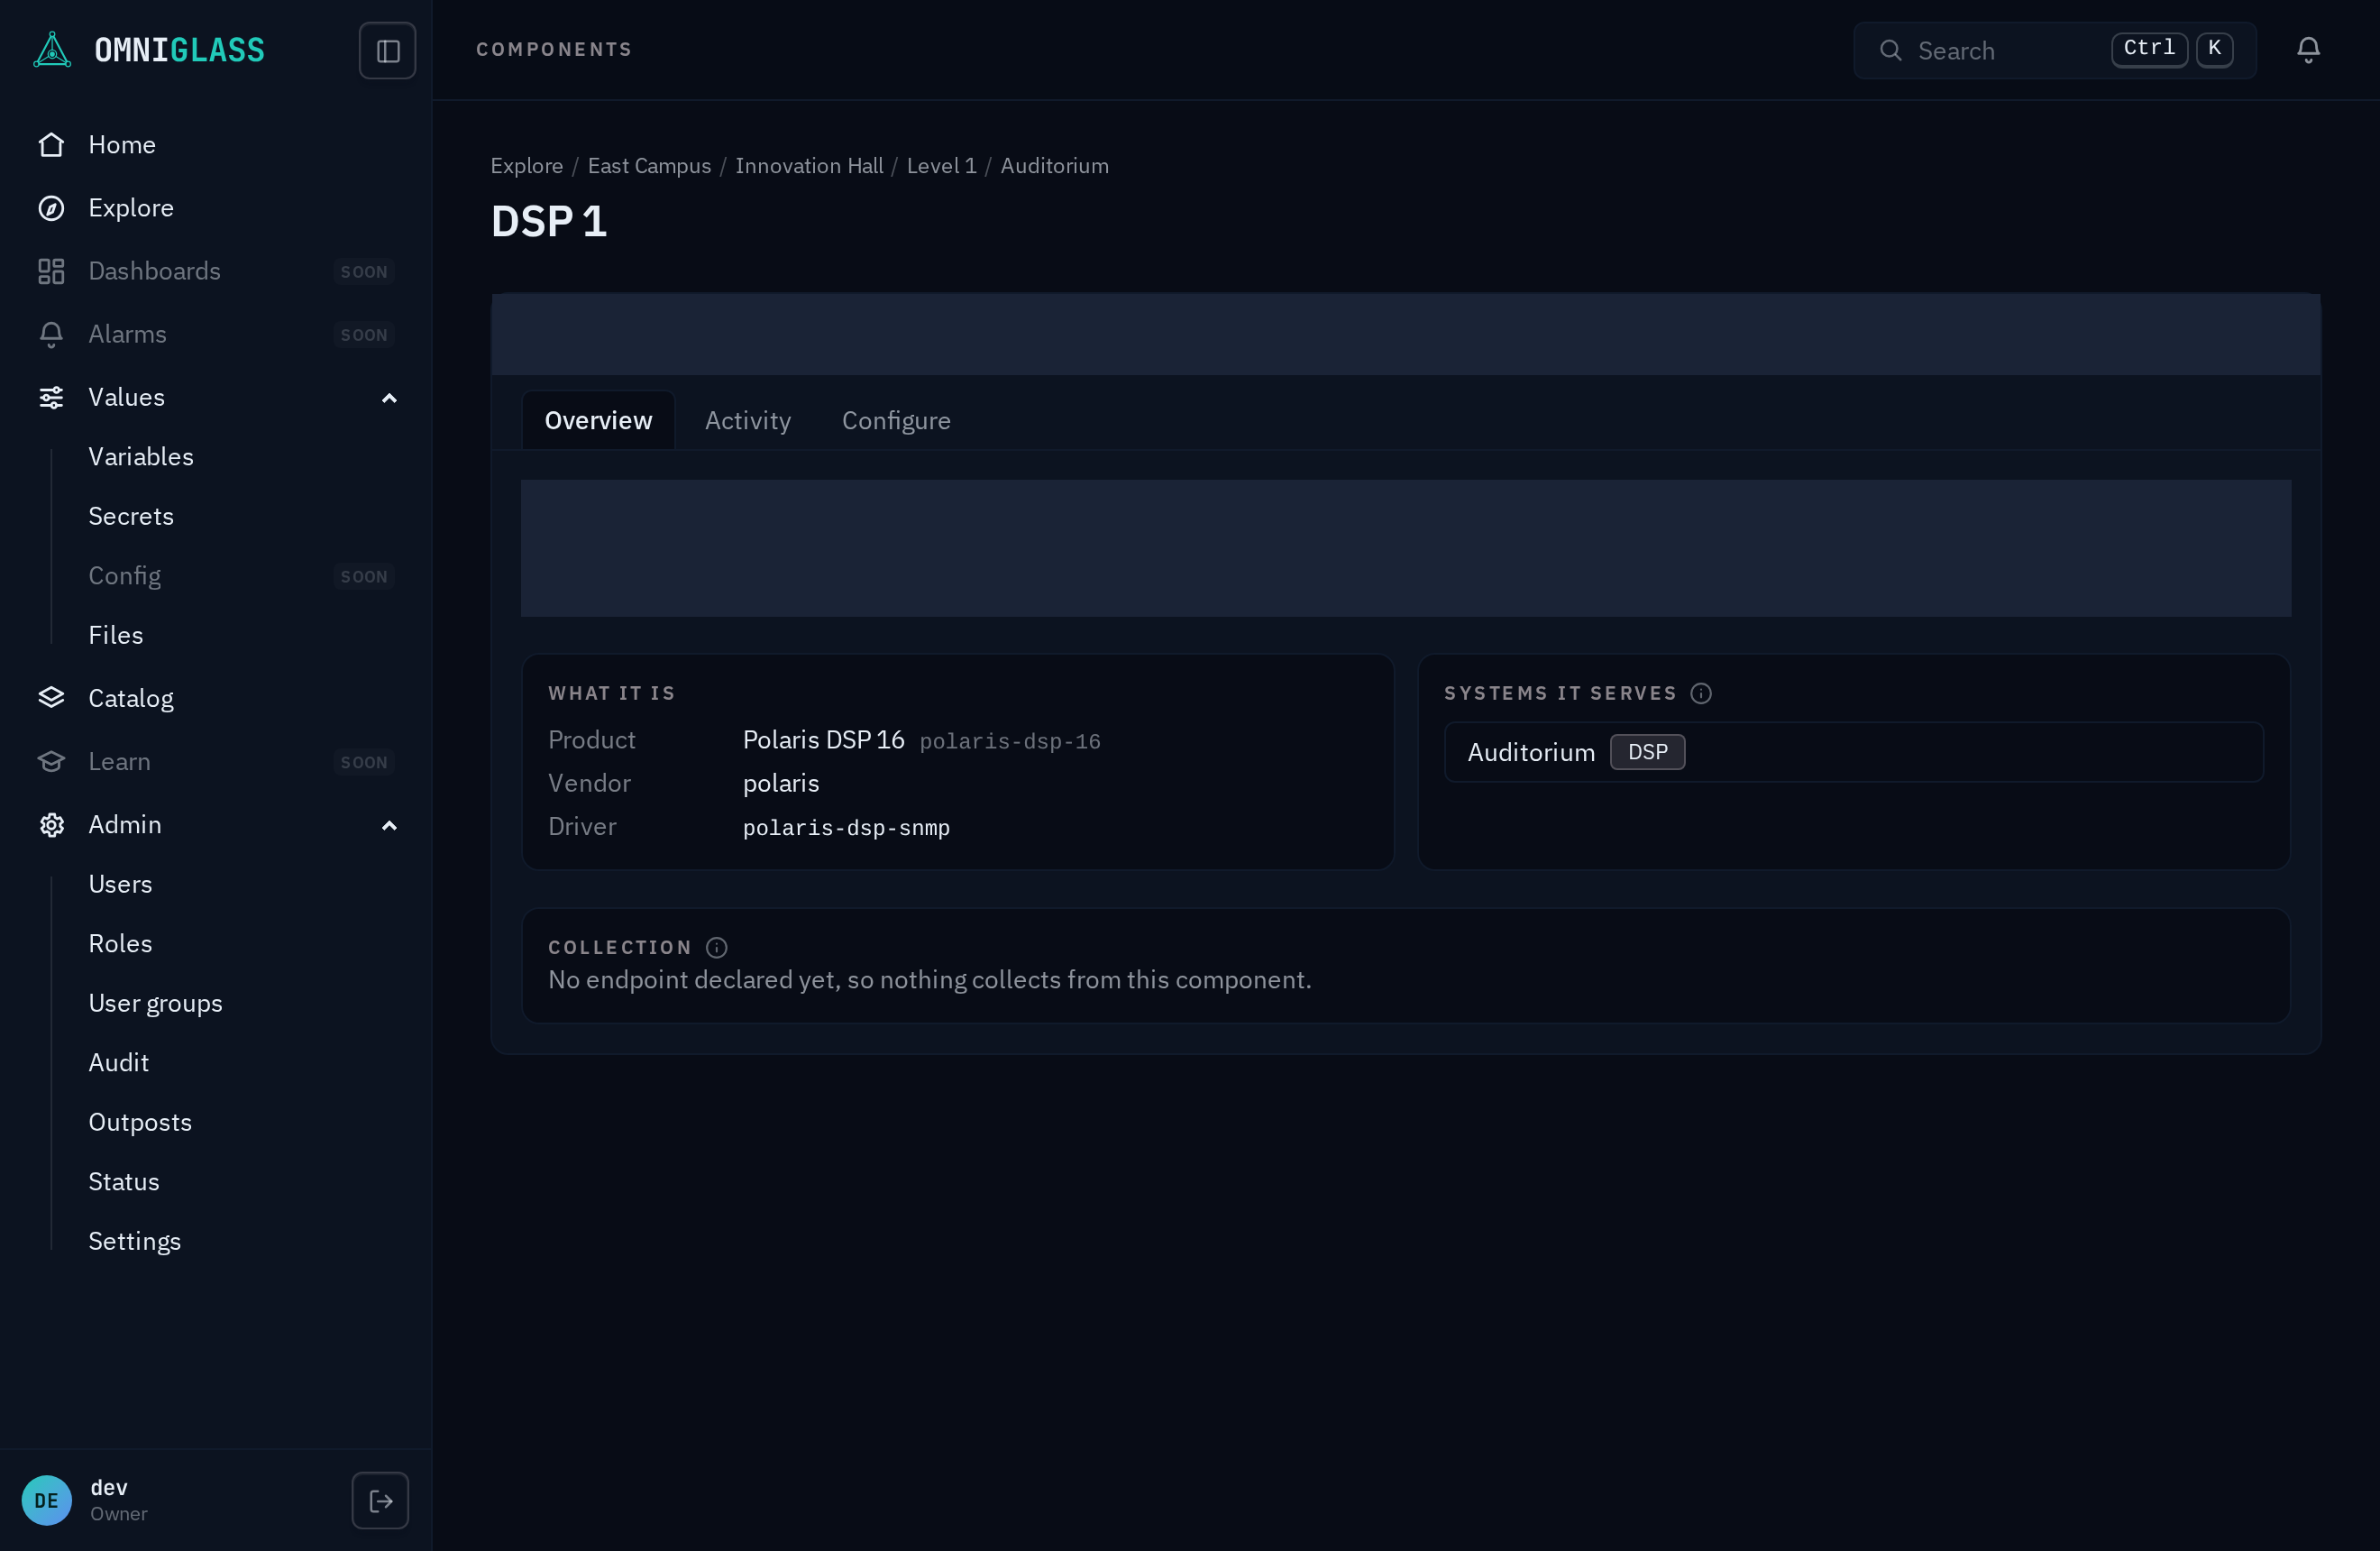 OMNIGLASS
COMPONENTS
Search Ctrl K
Home
Explore
Dashboards SOON
Alarms SOON
Values
Variables
Secrets
Config SOON
Files
Catalog
Learn SOON
Admin
Users
Roles
User groups
Audit
Outposts
Status
Settings
DE
dev
Owner
Explore / East Campus / Innovation Hall / Level 1 / Auditorium
DSP 1
Overview Activity Configure
WHAT IT IS
Product Polaris DSP 16 polaris-dsp-16
Vendor polaris
Driver polaris-dsp-snmp
SYSTEMS IT SERVES
Auditorium DSP
COLLECTION
No endpoint declared yet, so nothing collects from this component.